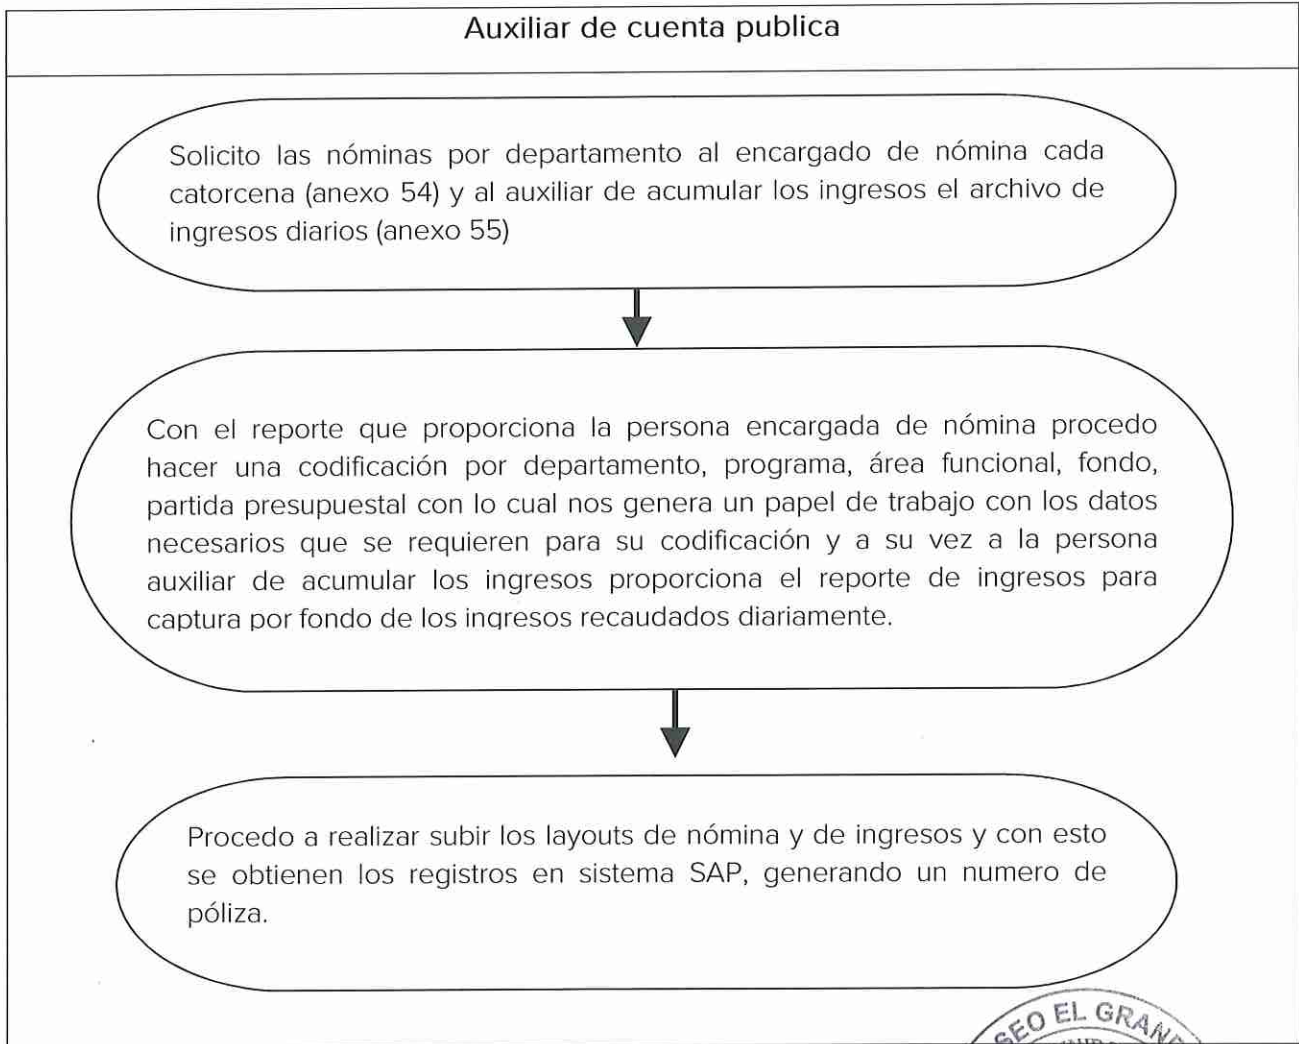 Auxiliar de cuenta publica
Solicito las nóminas por departamento al encargado de nómina cada
catorcena (anexo 54) y al auxiliar de acumular los ingresos el archivo de
ingresos diarios (anexo 55)
Con el reporte que proporciona la persona encargada de nómina procedo
hacer una codificación por departamento, programa, área funcional, fondo,
partida presupuestal con lo cual nos genera un papel de trabajo con los datos
necesarios que se requieren para su codificación y a su vez a la persona
auxiliar de acumular los ingresos proporciona el reporte de ingresos para
captura por fondo de los ingresos recaudados diariamente.
Procedo a realizar subir los layouts de nómina y de ingresos y con esto
se obtienen los registros en sistema SAP, generando un numero de
póliza.
SEO EL GRAN